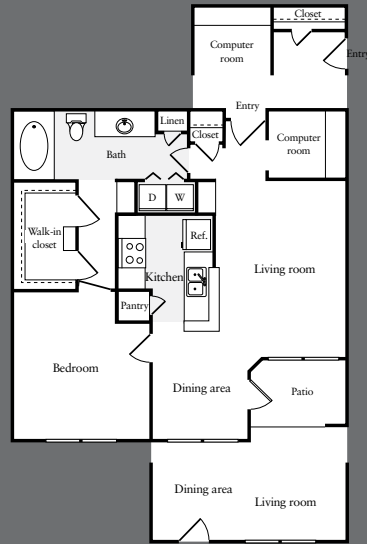 Closet
Computer
room
Entry
Entry
Linen
Closet
Computer
room
Bath
D
W
Walk-in
closet
Ref.
Kitchen
Living room
Pantry
Bedroom
Dining area
Patio
Dining area
Living room